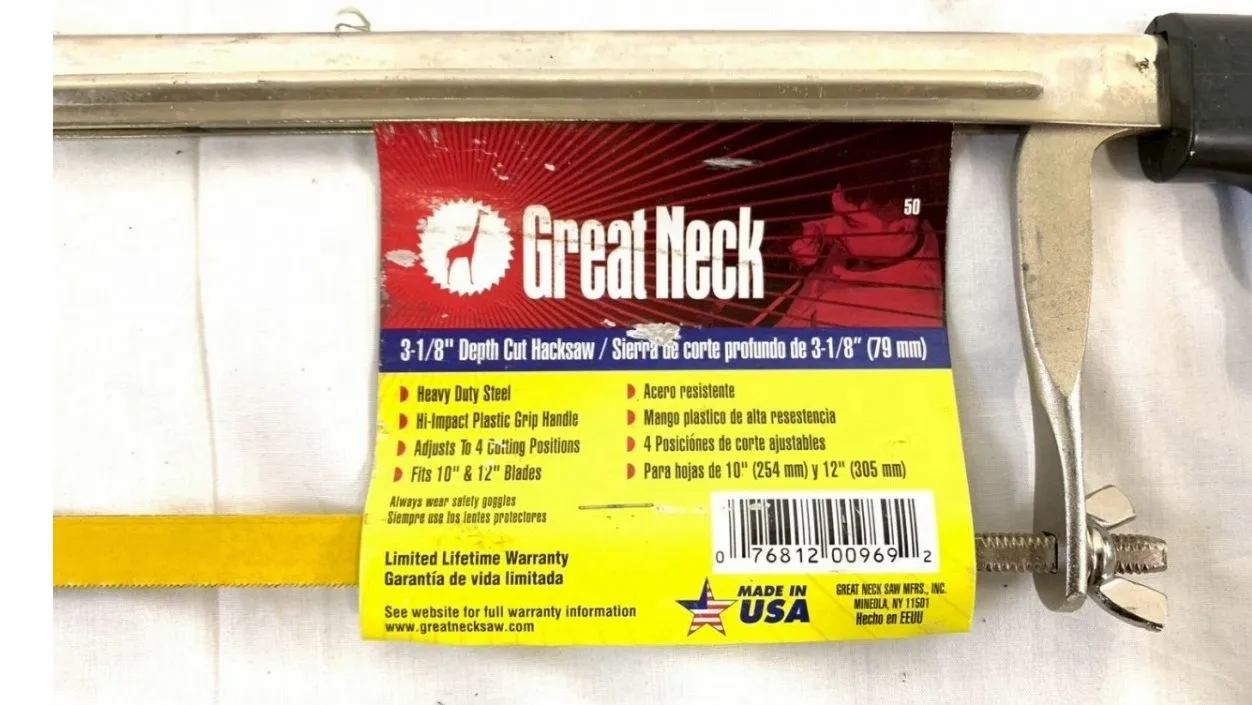 Great Neck
50
3-1/8" Depth Cut Hacksaw / Sierra de corte profundo de 3-1/8" (79 mm)
Heavy Duty Steel
Hi-Impact Plastic Grip Handle
Adjusts To 4 Cutting Positions
Fits 10" & 12" Blades
Acero resistente
Mango plastico de alta resestencia
4 Posiciónes de corte ajustables
Para hojas de 10" (254 mm) y 12" (305 mm)
Always wear safety goggles
Siempre use los lentes protectores
Limited Lifetime Warranty
Garantía de vida limitada
See website for full warranty information
www.greatnecksaw.com
0 76812 00969 2
MADE IN
USA
GREAT NECK SAW MFRS., INC.
MINEOLA, NY 11501
Hecho en EEUU